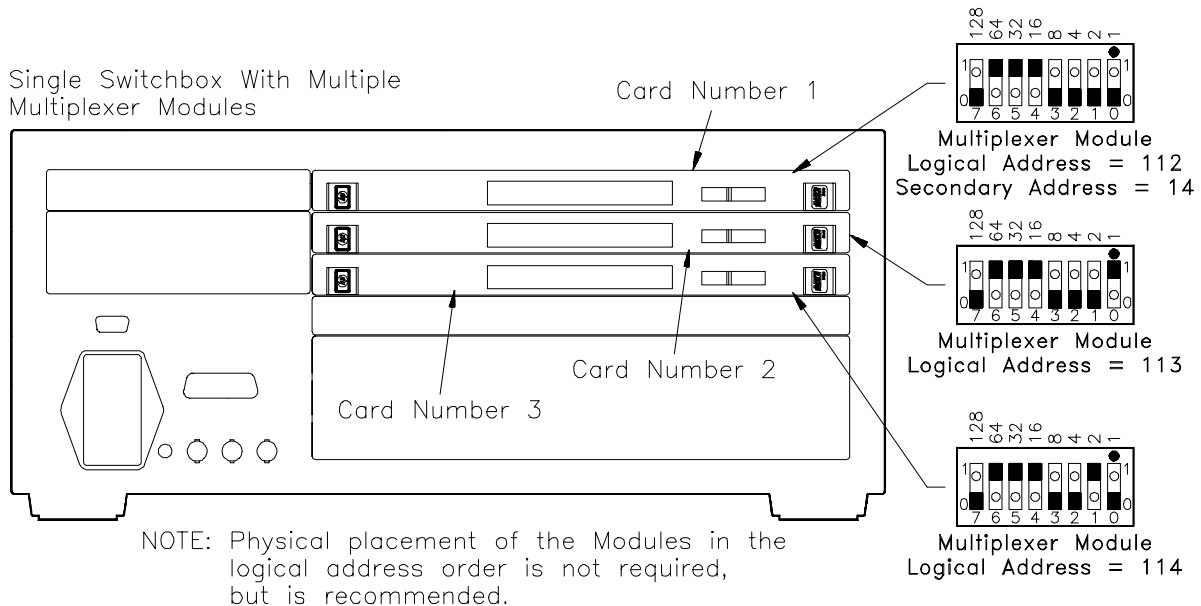 Single Switchbox With Multiple
Multiplexer Modules
Card Number 1
Card Number 2
Card Number 3
128 64 32 16 8 4 2 1
1 1
0 0
7 6 5 4 3 2 1 0
Multiplexer Module
Logical Address = 112
Secondary Address = 14
128 64 32 16 8 4 2 1
1 1
0 0
7 6 5 4 3 2 1 0
Multiplexer Module
Logical Address = 113
128 64 32 16 8 4 2 1
1 1
0 0
7 6 5 4 3 2 1 0
Multiplexer Module
Logical Address = 114
NOTE: Physical placement of the Modules in the
logical address order is not required,
but is recommended.